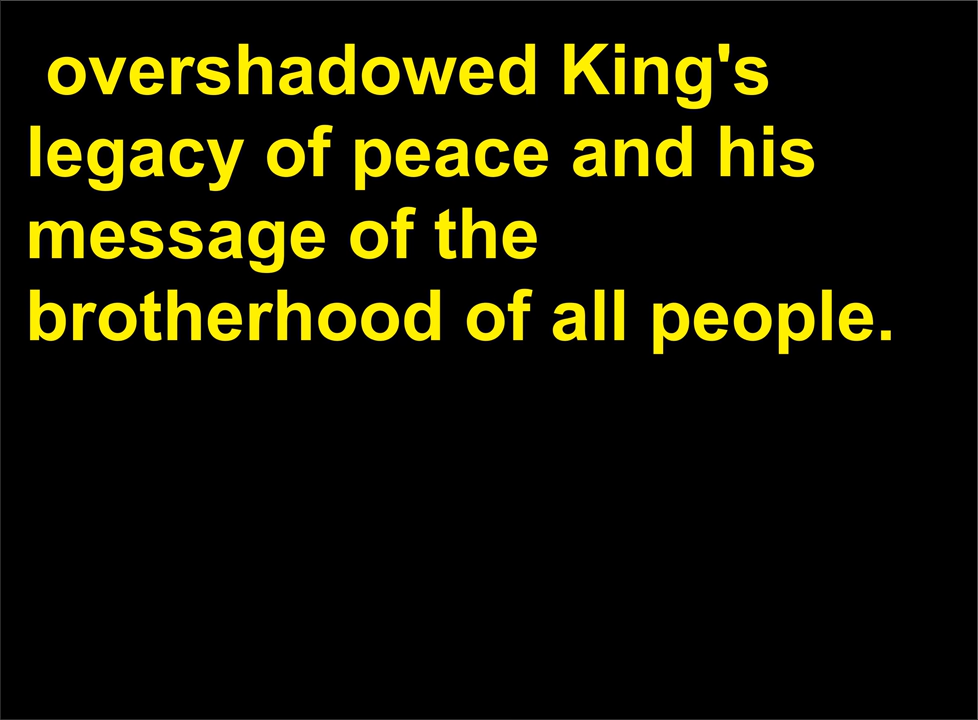 overshadowed King's
legacy of peace and his
message of the
brotherhood of all people.